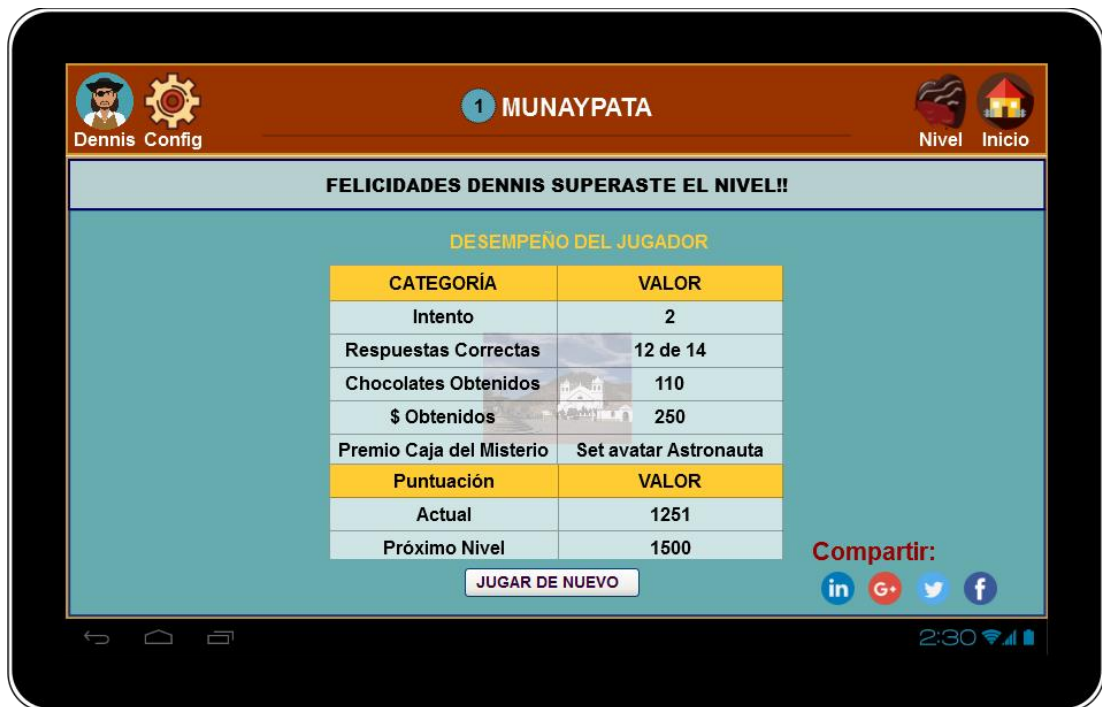 1 MUNAYPATA
Dennis Config
Nivel Inicio
FELICIDADES DENNIS SUPERASTE EL NIVEL!!
DESEMPEÑO DEL JUGADOR
CATEGORÍA VALOR
Intento 2
Respuestas Correctas 12 de 14
Chocolates Obtenidos 110
$ Obtenidos 250
Premio Caja del Misterio Set avatar Astronauta
Puntuación VALOR
Actual 1251
Próximo Nivel 1500
JUGAR DE NUEVO
Compartir:
in G+ f
2:30